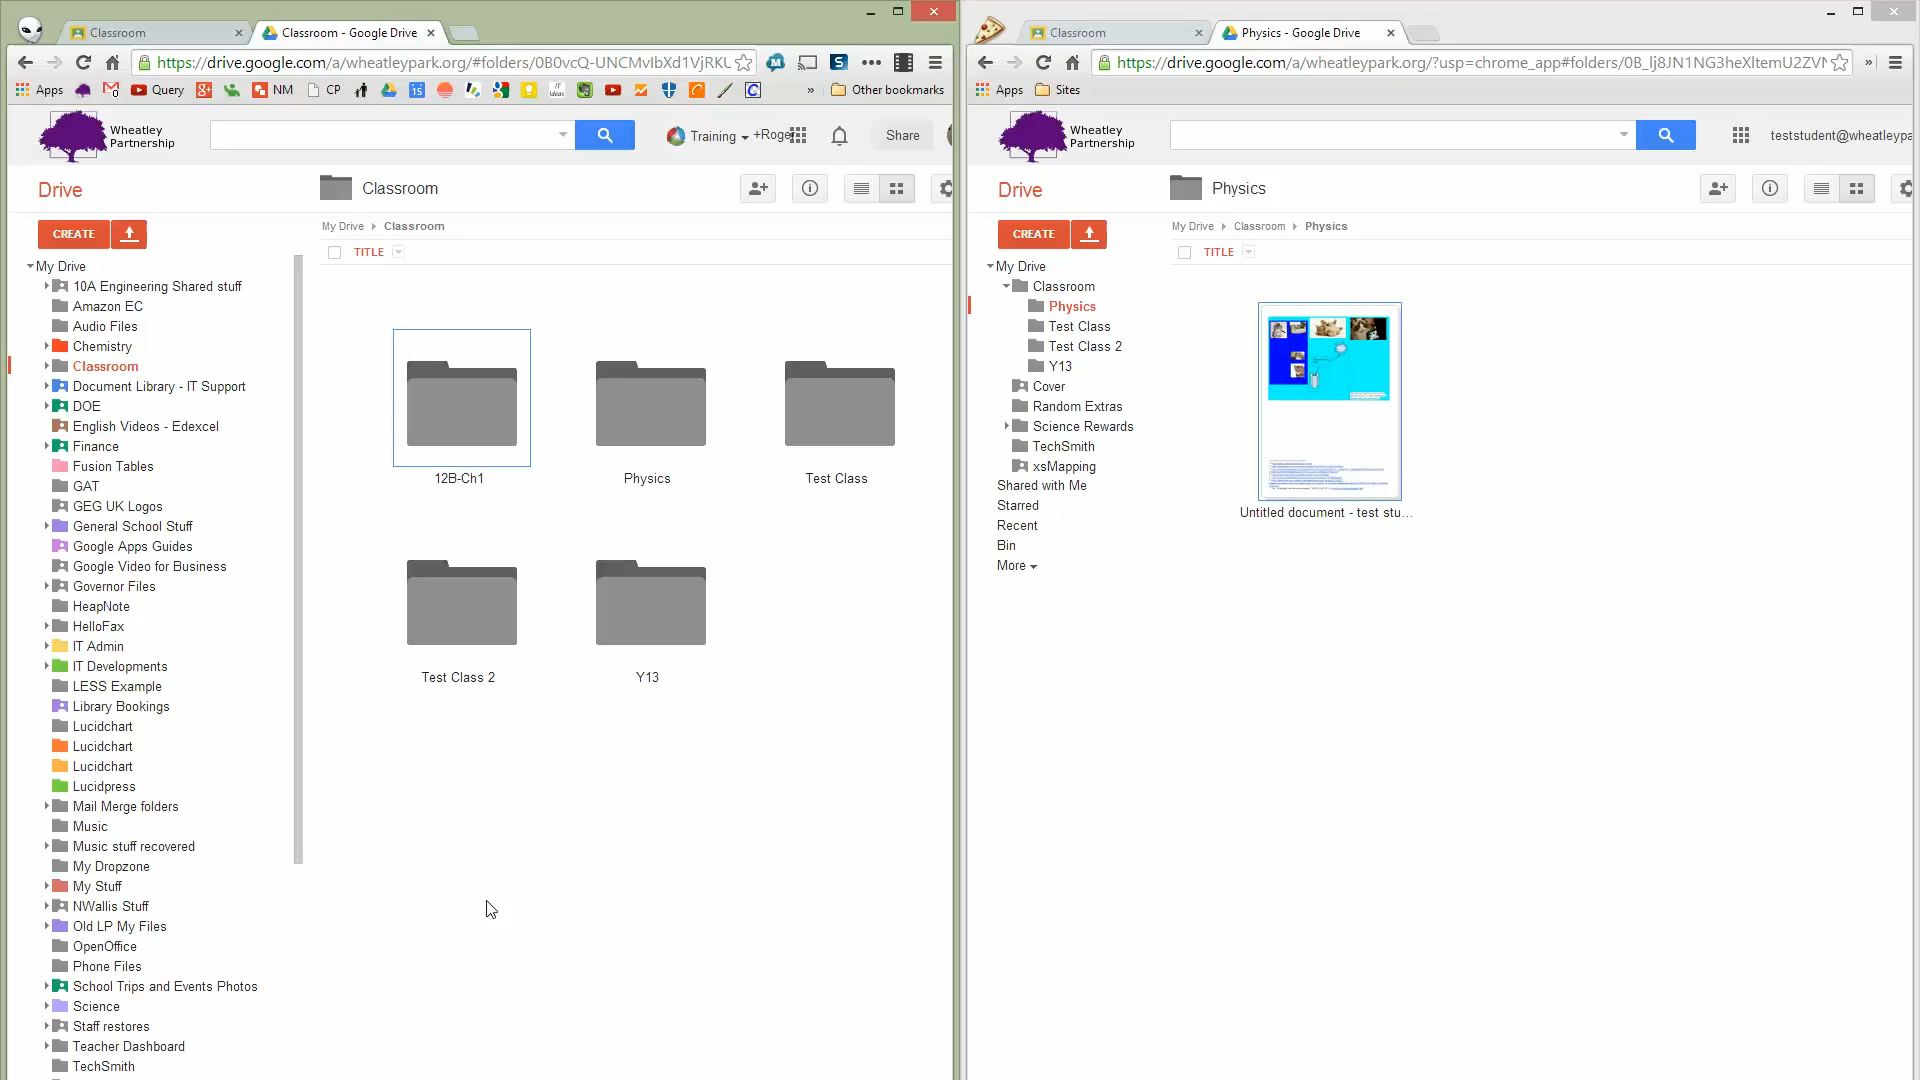 Classroom
Classroom - Google Drive
https://drive.google.com/a/wheatleypark.org/#folders/0B0vcQ-UNCMvIbXd1VjRKU
Apps
Query
15
NM
CP
IT
Ideas
»
Other bookmarks
Wheatley
Partnership
Training
+Roge
Share
Drive
Classroom
CREATE
My Drive
Classroom
TITLE
My Drive
10A Engineering Shared stuff
Amazon EC
Audio Files
Chemistry
Classroom
Document Library - IT Support
DOE
English Videos - Edexcel
Finance
Fusion Tables
GAT
GEG UK Logos
General School Stuff
Google Apps Guides
Google Video for Business
Governor Files
HeapNote
HelloFax
IT Admin
IT Developments
LESS Example
Library Bookings
Lucidchart
Lucidchart
Lucidchart
Lucidpress
Mail Merge folders
Music
Music stuff recovered
My Dropzone
My Stuff
NWallis Stuff
Old LP My Files
OpenOffice
Phone Files
School Trips and Events Photos
Science
Staff restores
Teacher Dashboard
TechSmith
12B-Ch1
Physics
Test Class
Test Class 2
Y13
Classroom
Physics - Google Drive
https://drive.google.com/a/wheatleypark.org/?usp=chrome_app#folders/0B_lj8JN1NG3heXltemU2ZVN
»
Apps
Sites
Wheatley
Partnership
teststudent@wheatleypa
Drive
Physics
CREATE
My Drive
Classroom
Physics
TITLE
My Drive
Classroom
Physics
Test Class
Test Class 2
Y13
Cover
Random Extras
Science Rewards
TechSmith
xsMapping
Shared with Me
Starred
Recent
Bin
More
Untitled document - test stu...